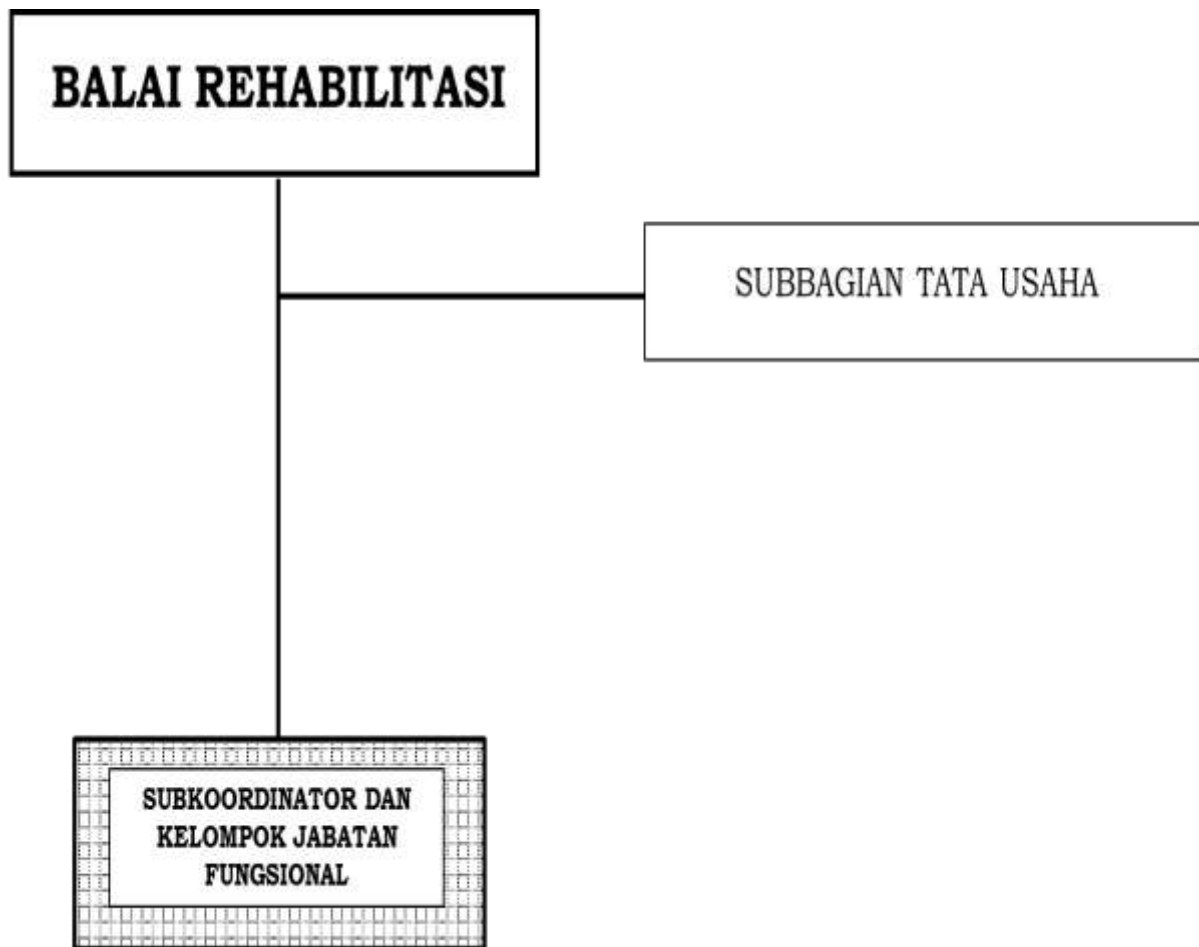 BALAI REHABILITASI
SUBBAGIAN TATA USAHA
SUBKOORDINATOR DAN
KELOMPOK JABATAN
FUNGSIONAL